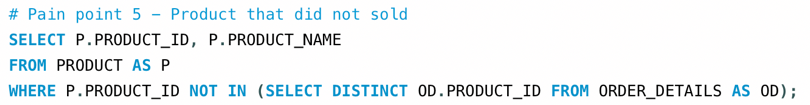 # Pain point 5 – Product that did not sold
SELECT P.PRODUCT_ID, P.PRODUCT_NAME
FROM PRODUCT AS P
WHERE P.PRODUCT_ID NOT IN (SELECT DISTINCT OD.PRODUCT_ID FROM ORDER_DETAILS AS OD);